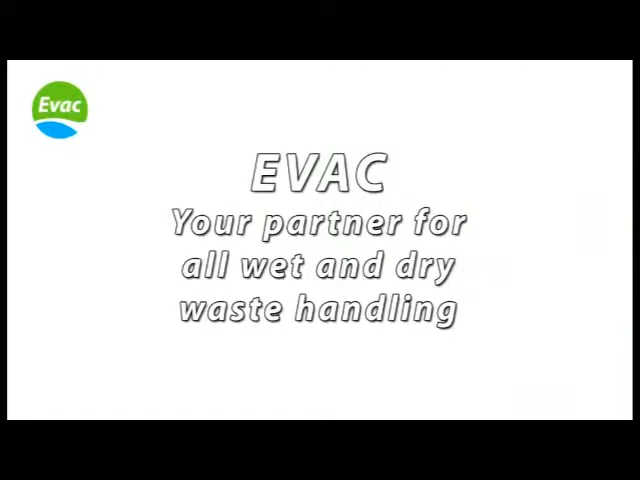 Evac
EVAC
Your partner for
all wet and dry
waste handling